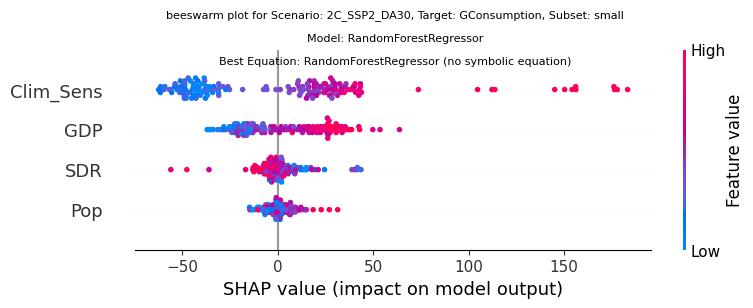 beeswarm plot for Scenario: 2C_SSP2_DA30, Target: GConsumption, Subset: small
Model: RandomForestRegressor
Best Equation: RandomForestRegressor (no symbolic equation)
High
Clim_Sens
GDP
SDR
Pop
Feature value
Low
−50 0 50 100 150
SHAP value (impact on model output)